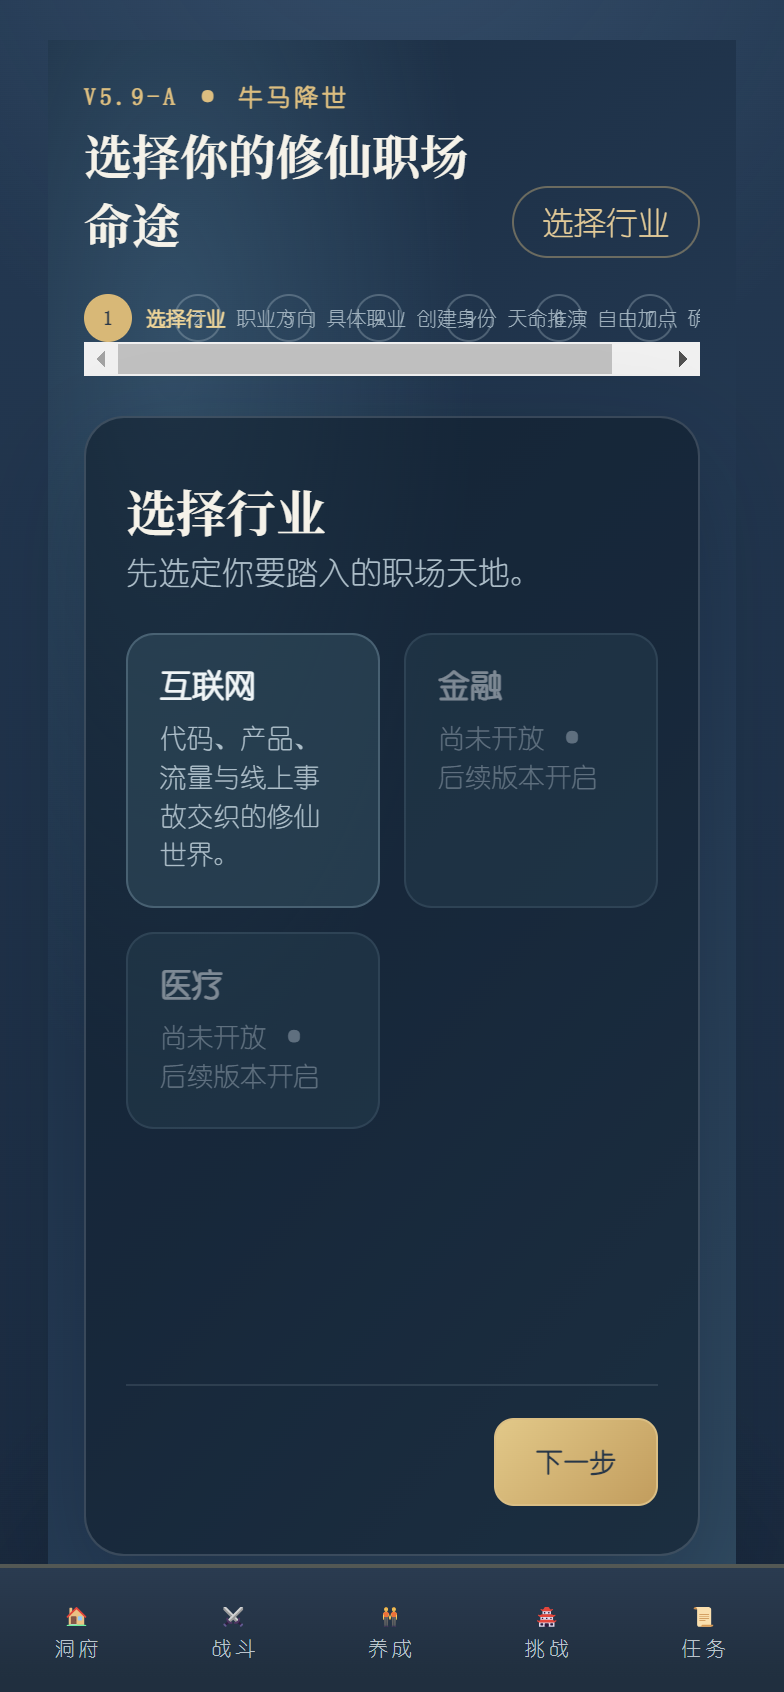 V5.9-A • 牛马降世
选择你的修仙职场
命途
选择行业
1 选择行业 职业方向 具体职业 创建身份 天命推演 自由加点
选择行业
先选定你要踏入的职场天地。
互联网
代码、产品、
流量与线上事
故交织的修仙
世界。
金融
尚未开放 •
后续版本开启
医疗
尚未开放 •
后续版本开启
下一步
洞府 战斗 养成 挑战 任务